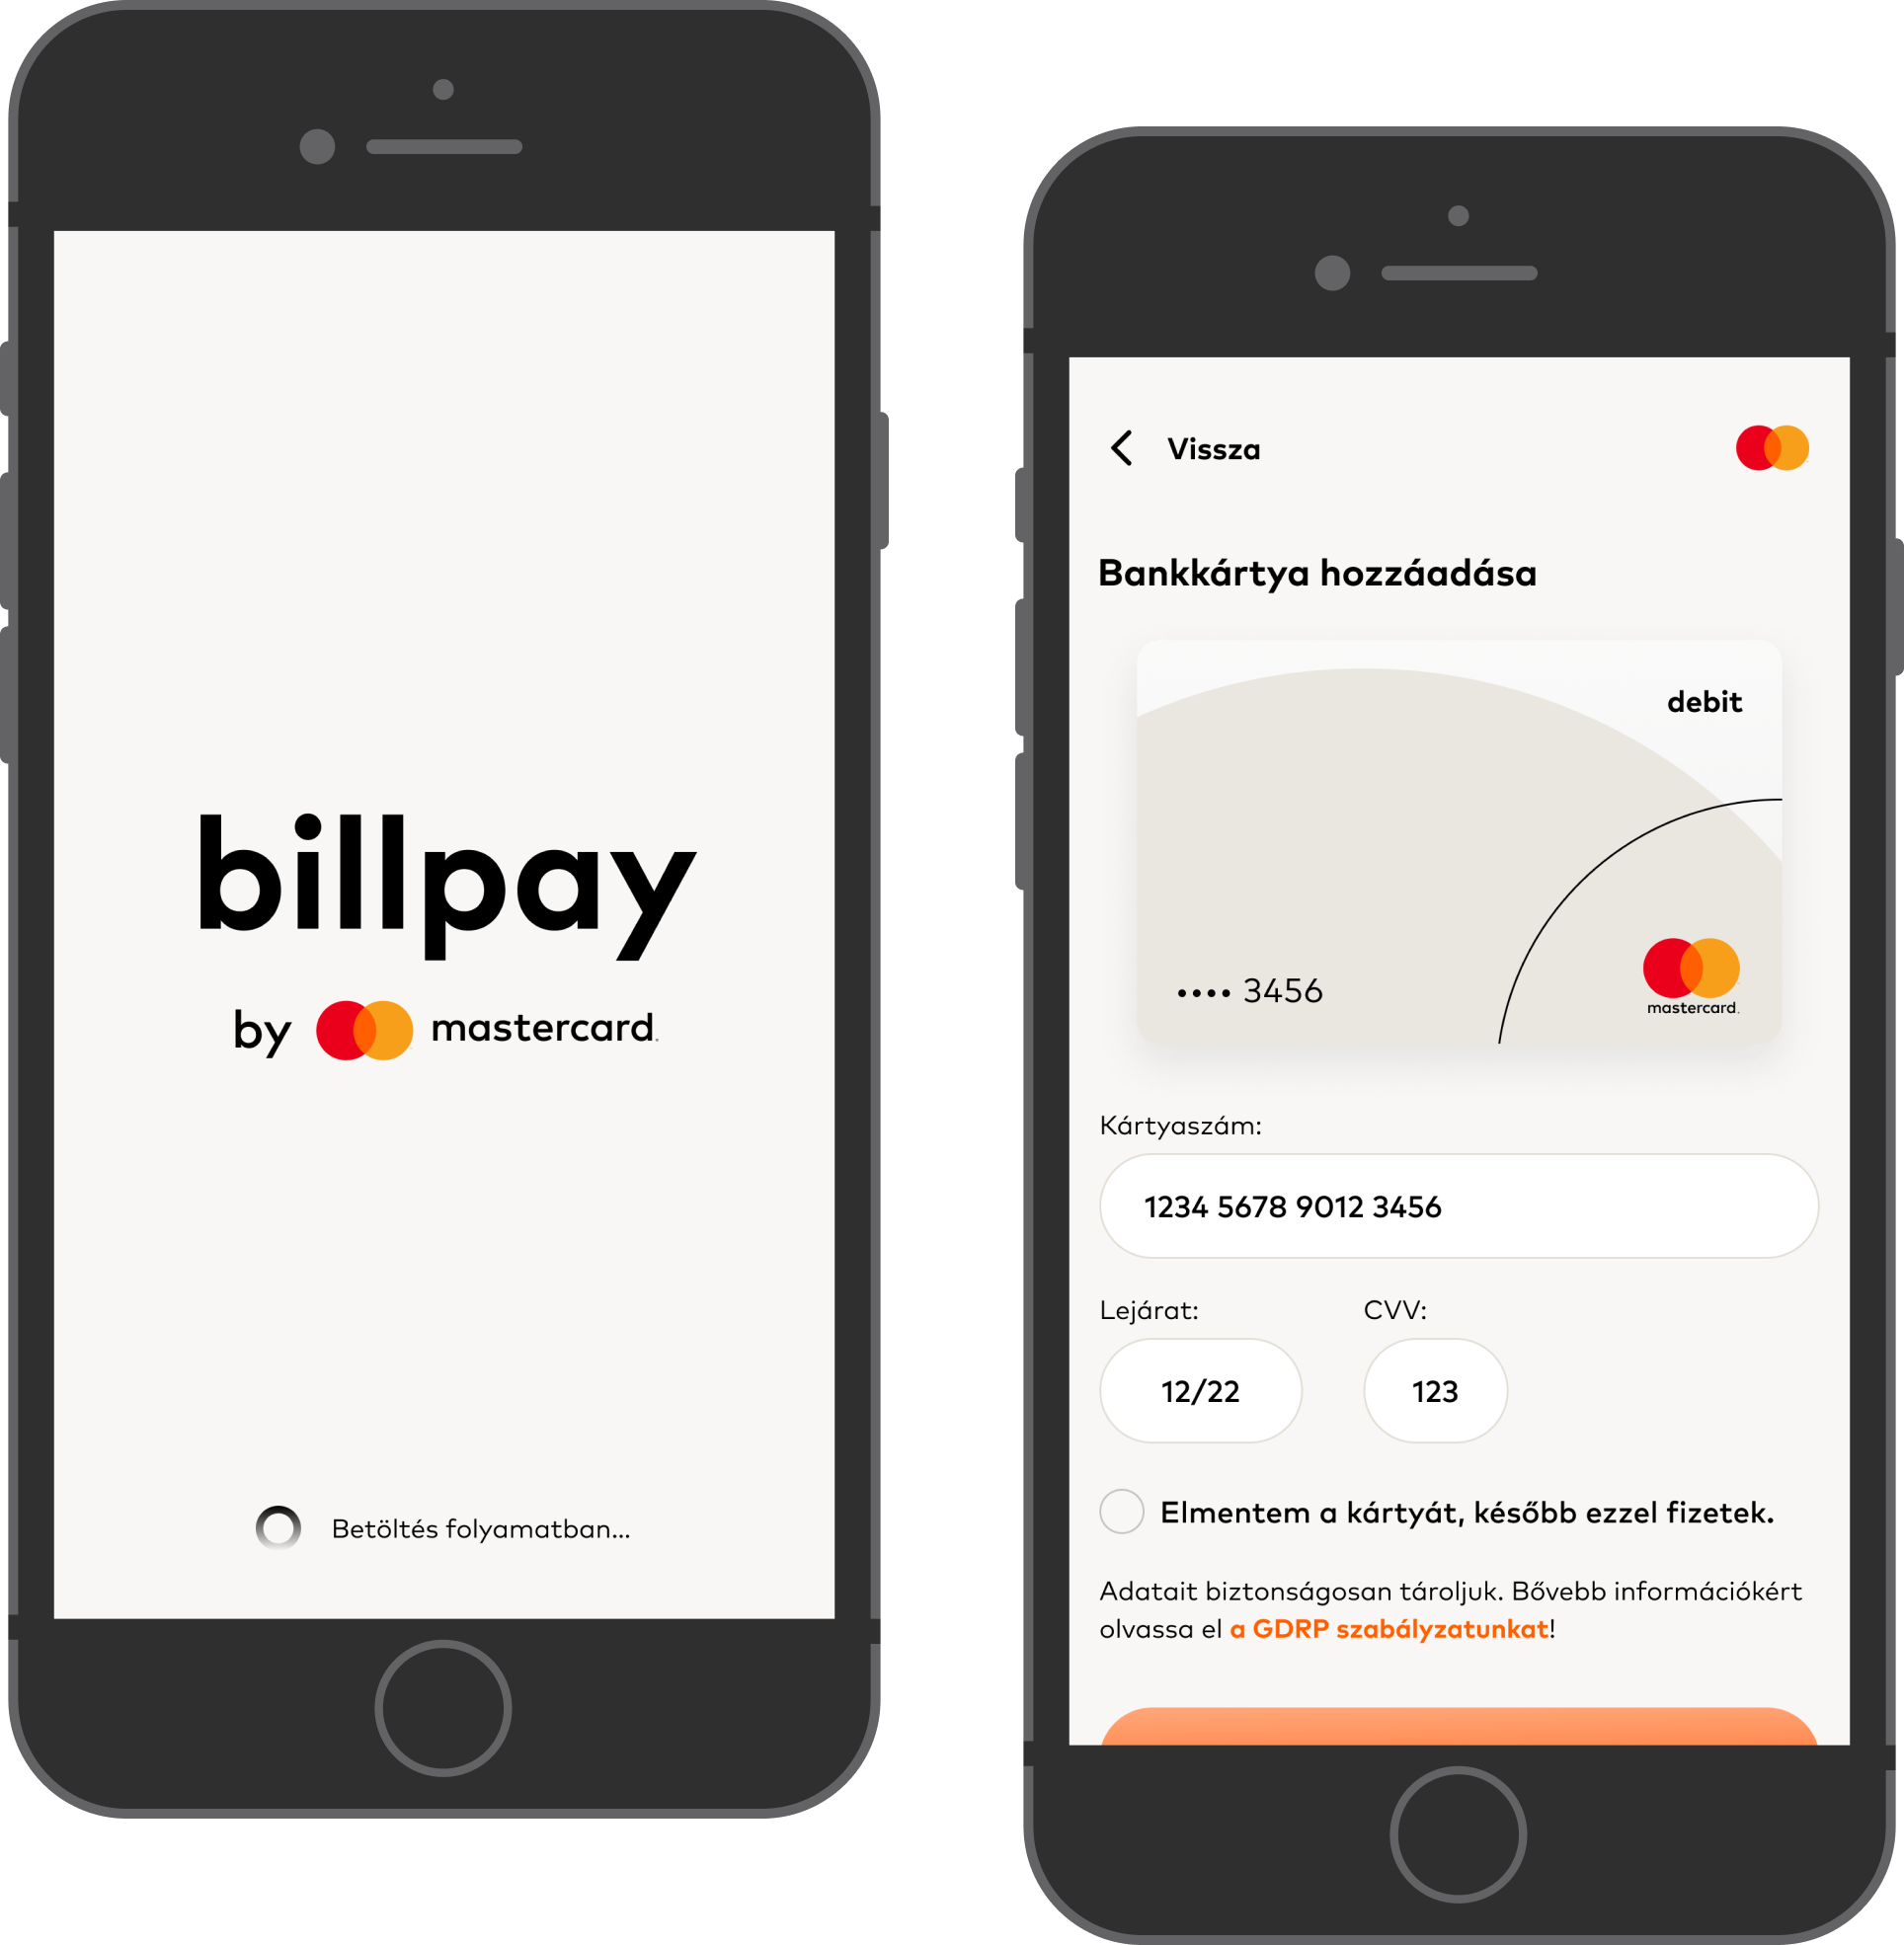 billpay
by mastercard.
Betöltés folyamatban...
Vissza
Bankkártya hozzáadása
debit
•••• 3456
mastercard.
Kártyaszám:
1234 5678 9012 3456
Lejárat: CVV:
12/22 123
Elmentem a kártyát, később ezzel fizetek.
Adatait biztonságosan tároljuk. Bővebb információkért
olvassa el a GDRP szabályzatunkat!